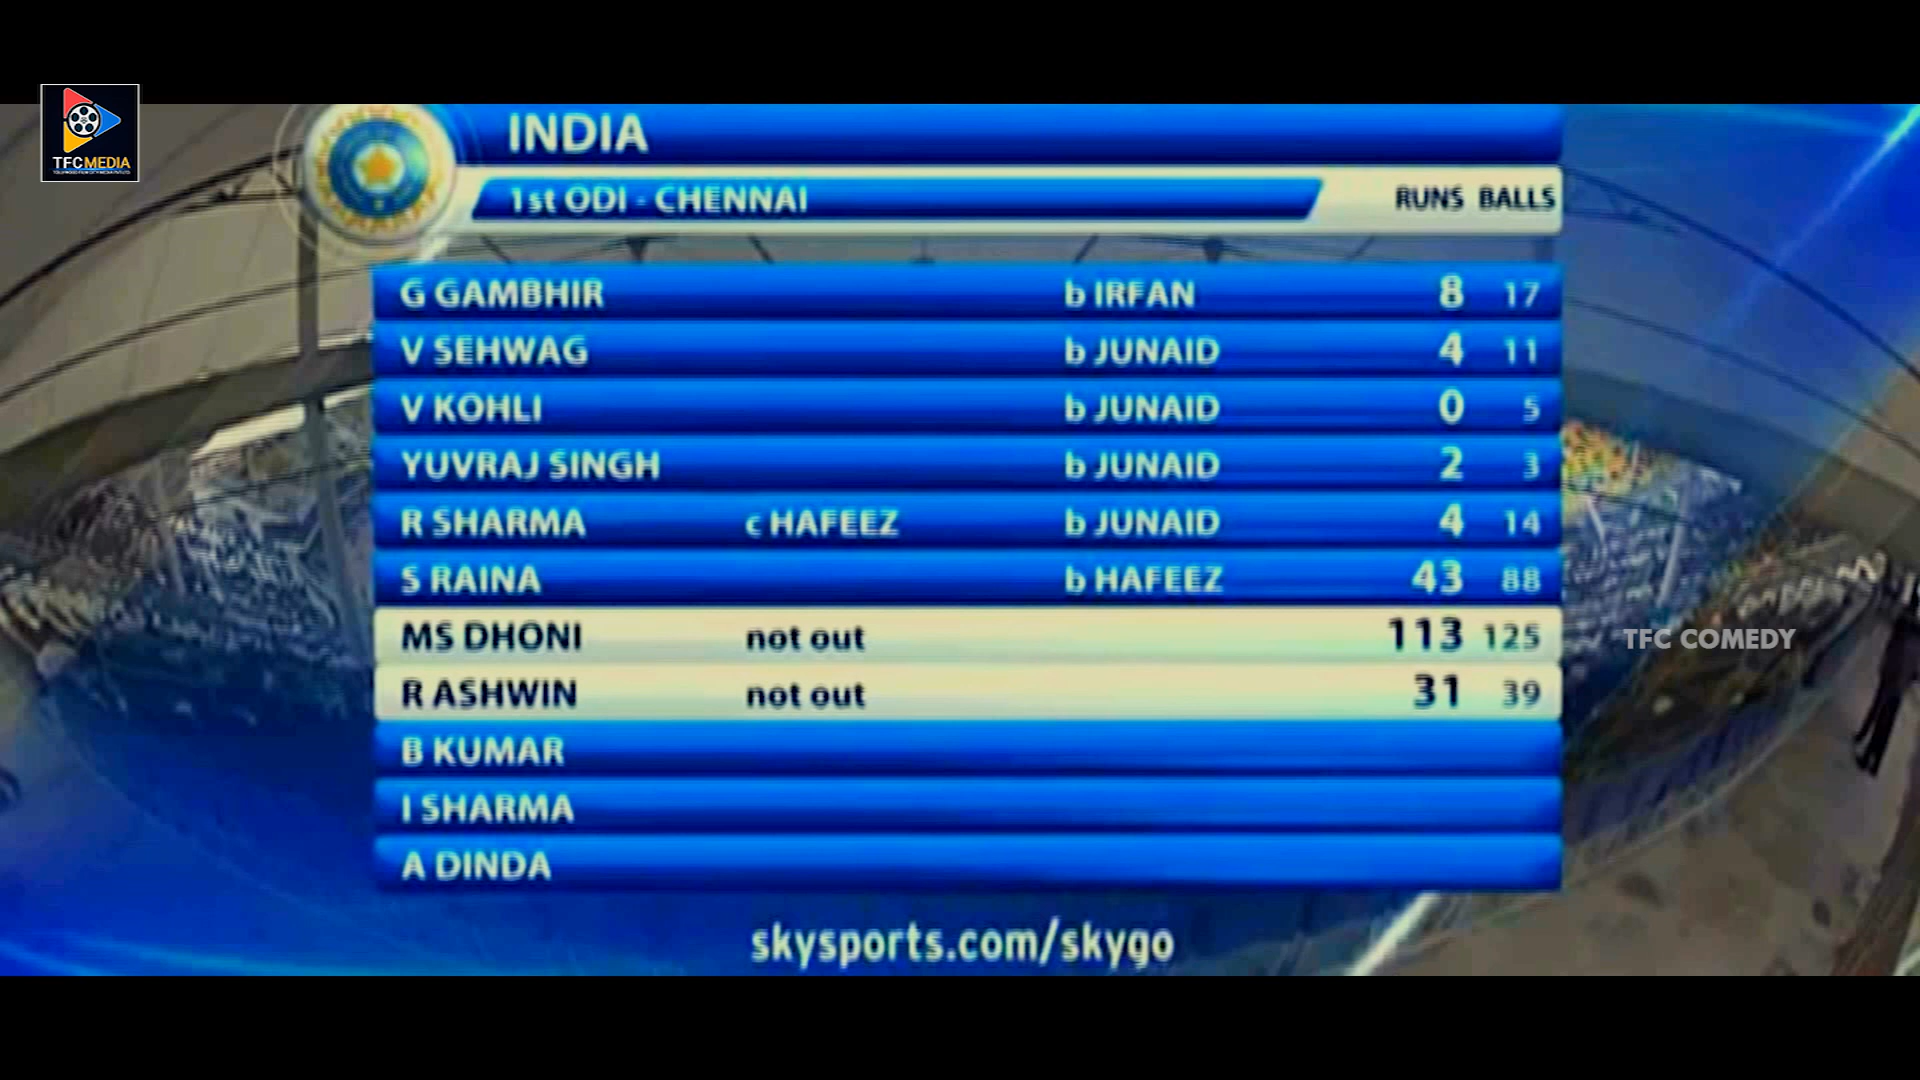 TFCMEDIA
INDIA
1st ODI - CHENNAI RUNS BALLS
G GAMBHIR b IRFAN 8 17
V SEHWAG b JUNAID 4 11
V KOHLI b JUNAID 0 5
YUVRAJ SINGH b JUNAID 2 3
R SHARMA c HAFEEZ b JUNAID 4 14
S RAINA b HAFEEZ 43 88
MS DHONI not out 113 125
R ASHWIN not out 31 39
B KUMAR
I SHARMA
A DINDA
TFC COMEDY
skysports.com/skygo